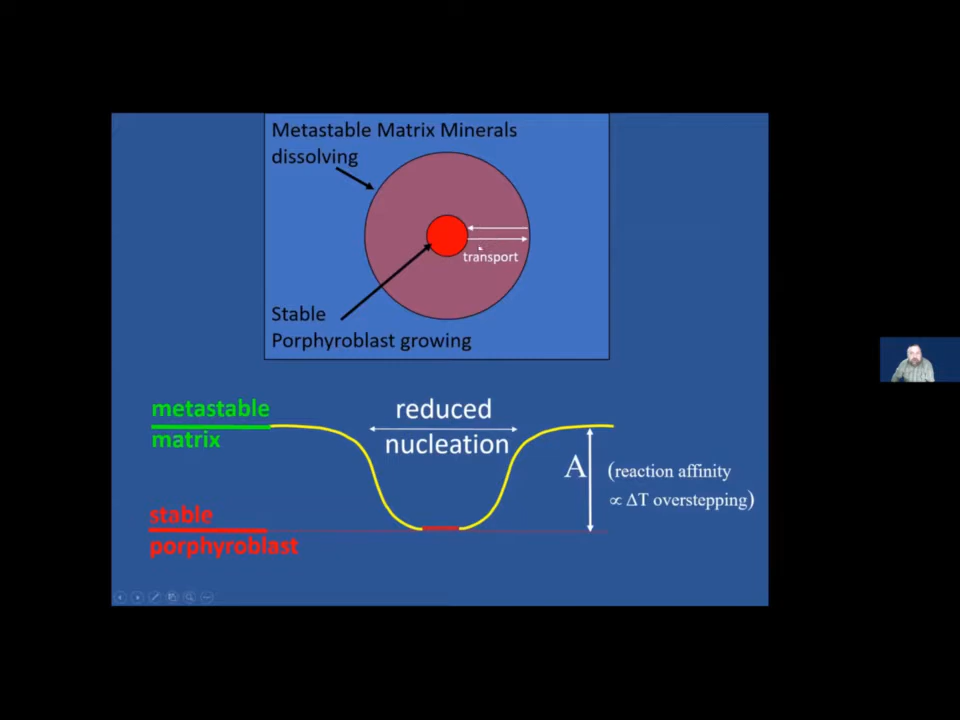 Metastable Matrix Minerals
dissolving
transport
Stable
Porphyroblast growing
metastable
matrix
reduced
nucleation
A
(reaction affinity
∝ ΔT overstepping)
stable
porphyroblast